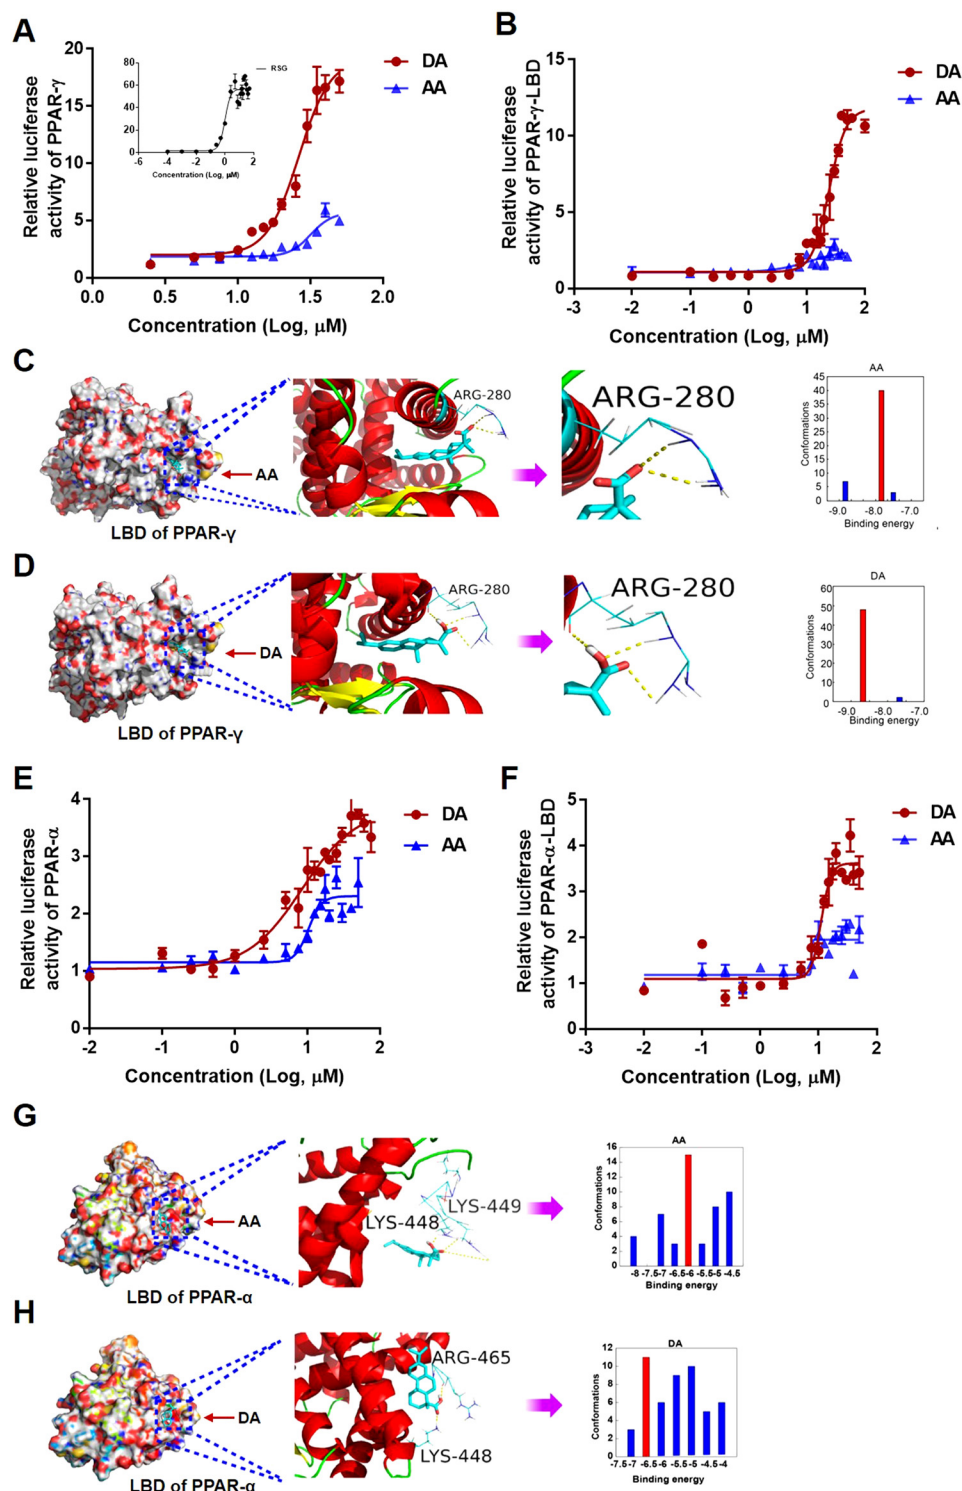 A
Relative luciferase
activity of PPAR-γ
20
15
10
5
0
0.0
0.5
1.0
1.5
2.0
Concentration (Log, μM)
DA
AA
80
60
40
20
0
-6
-4
-2
0
2
RSG
Concentration (Log, μM)
B
Relative luciferase
activity of PPAR-γ-LBD
15
10
5
0
-3
-2
-1
0
1
2
Concentration (Log, μM)
DA
AA
C
AA
LBD of PPAR-γ
ARG-280
ARG-280
AA
Conformations
45
40
35
30
25
20
15
10
5
0
-9.0
-8.0
-7.0
Binding energy
D
DA
LBD of PPAR-γ
ARG-280
ARG-280
DA
Conformations
60
50
40
30
20
10
0
-9.0
-8.0
-7.0
Binding energy
E
Relative luciferase
activity of PPAR-α
4
3
2
1
0
-2
-1
0
1
2
Concentration (Log, μM)
DA
AA
F
Relative luciferase
activity of PPAR-α-LBD
5
4
3
2
1
0
-3
-2
-1
0
1
2
Concentration (Log, μM)
DA
AA
G
AA
LBD of PPAR-α
LYS-449
LYS-448
AA
Conformations
16
14
12
10
8
6
4
2
0
-8 -7.5 -7 -6.5 -6 -5.5 -5 -4.5
Binding energy
H
DA
LBD of PPAR-α
ARG-465
LYS-448
DA
Conformations
12
10
8
6
4
2
0
-7.5 -7 -6.5 -6 -5.5 -5 -4.5 -4
Binding energy